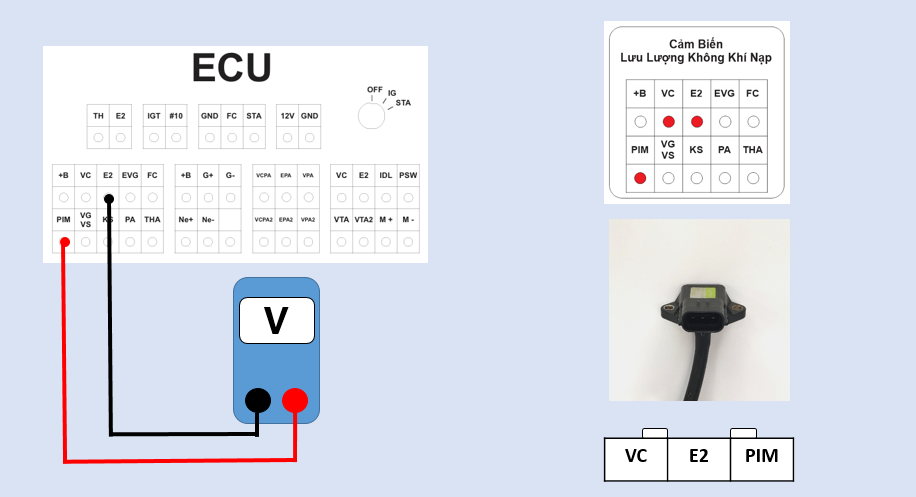 ECU
OFF IG
STA
TH E2 IGT #10 GND FC STA 12V GND
+B VC E2 EVG FC +B G+ G- VCPA EPA VPA VC E2 IDL PSW
PIM VG VS KS PA THA Ne+ Ne- VCPA2 EPA2 VPA2 VTA VTA2 M + M -
V
Cảm Biến
Lưu Lượng Không Khí Nạp
+B VC E2 EVG FC
PIM VG VS KS PA THA
VC E2 PIM